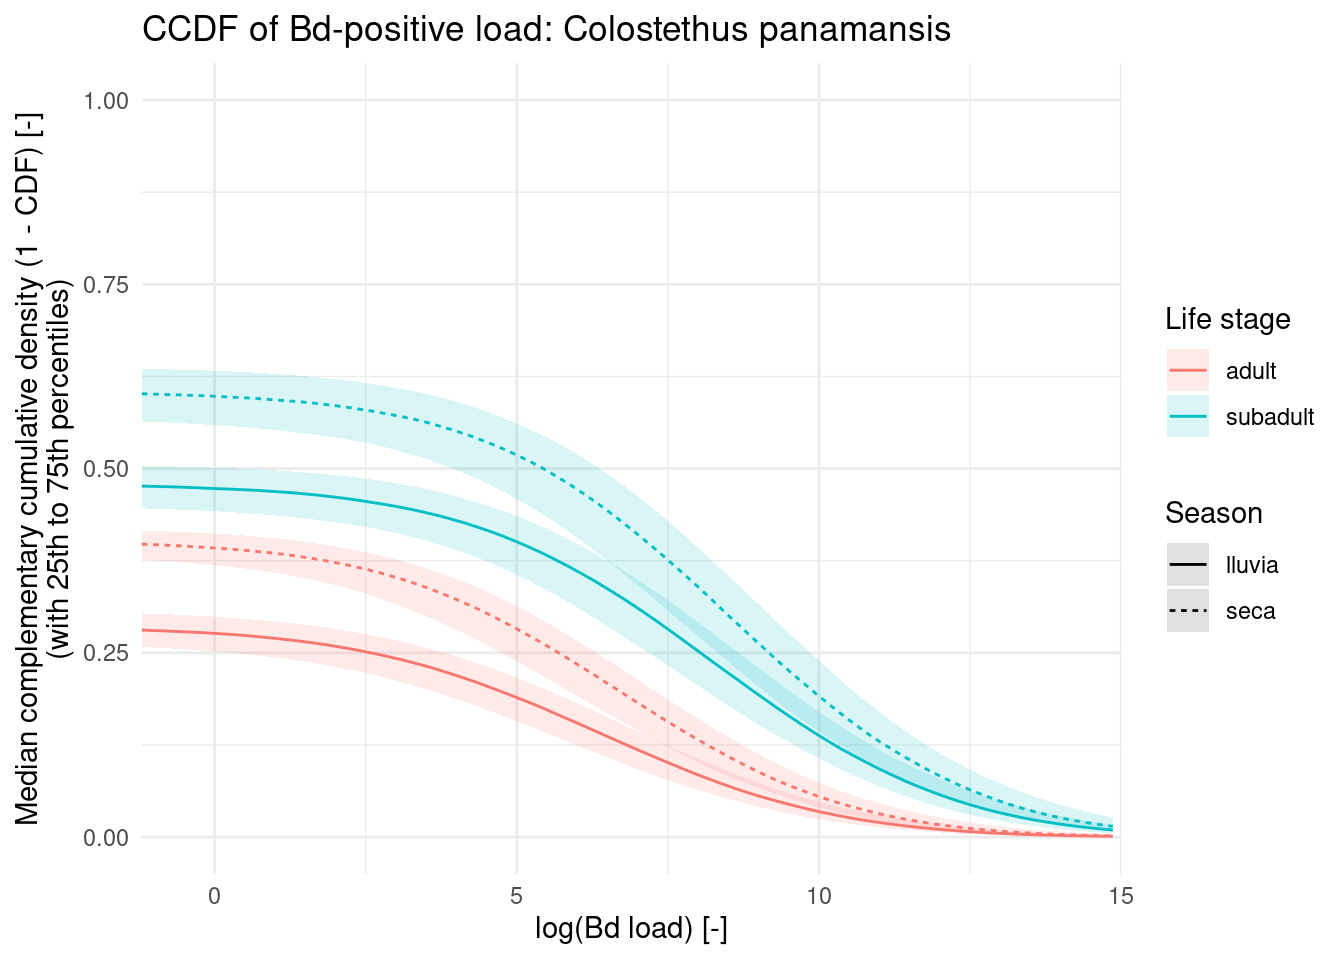 CCDF of Bd-positive load: Colostethus panamansis
Median complementary cumulative density (1 - CDF) [-]
(with 25th to 75th percentiles)
1.00
0.75
0.50
0.25
0.00
0
5
10
15
log(Bd load) [-]
Life stage
adult
subadult
Season
lluvia
seca